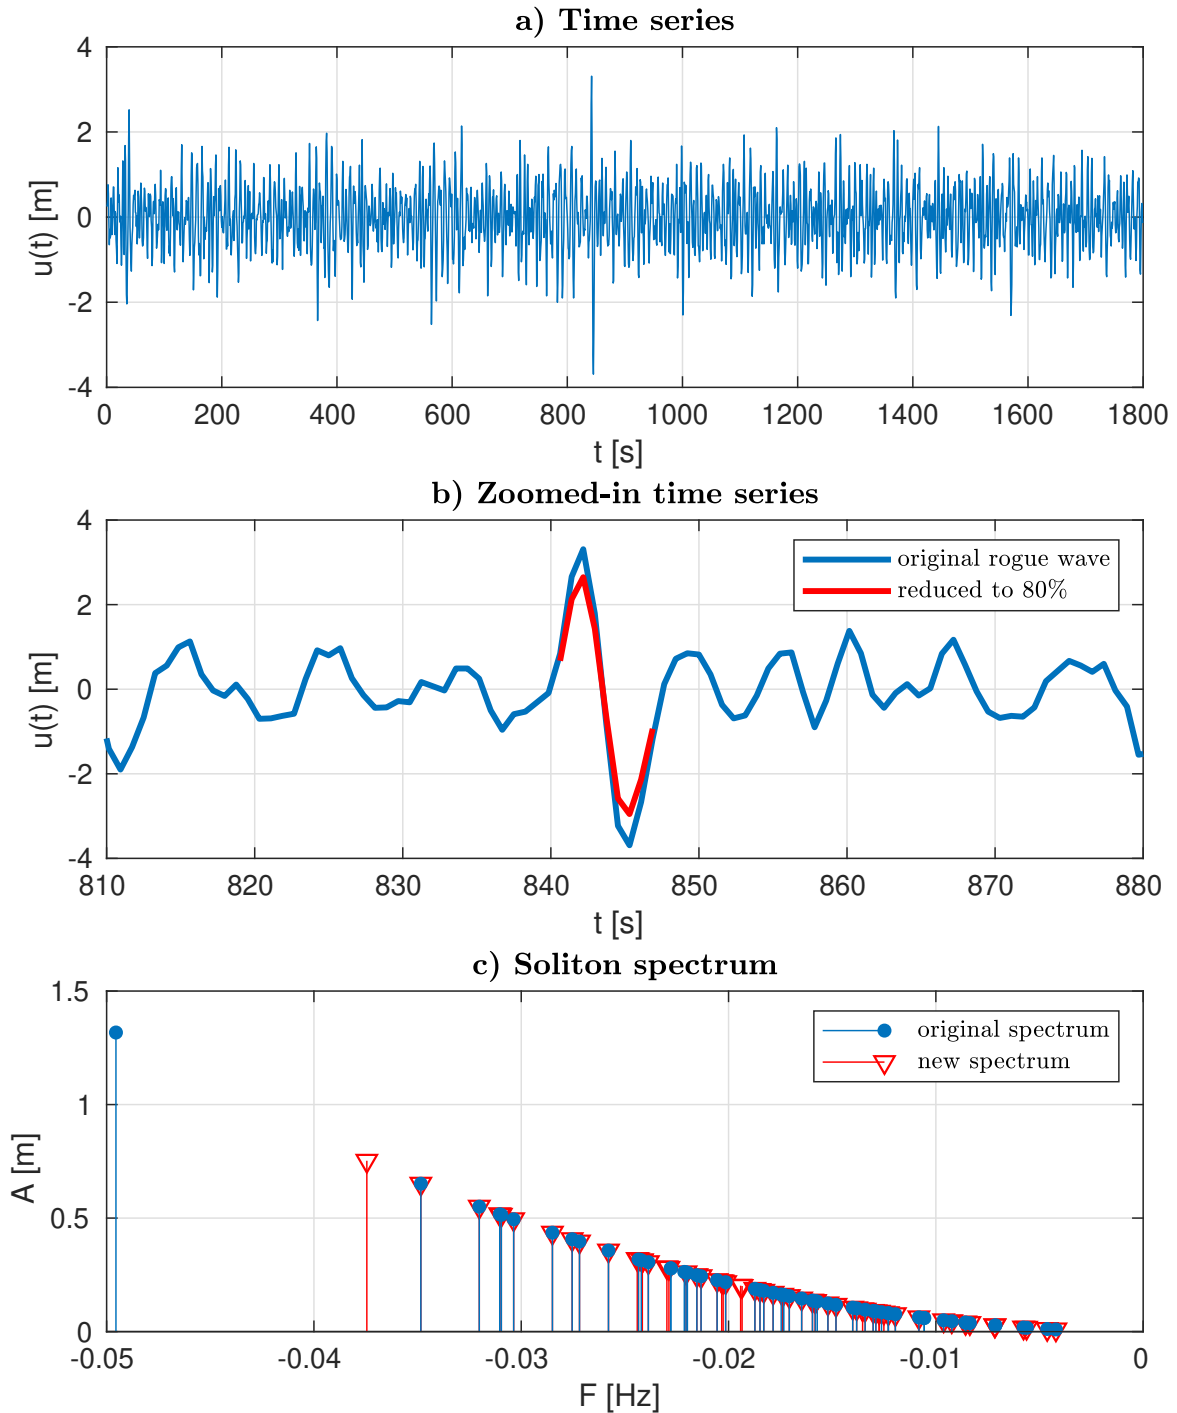 a) Time series
4
2
0
-2
-4
u(t) [m]
0 200 400 600 800 1000 1200 1400 1600 1800
t [s]
b) Zoomed-in time series
4
2
0
-2
-4
u(t) [m]
original rogue wave
reduced to 80%
810 820 830 840 850 860 870 880
t [s]
c) Soliton spectrum
1.5
1
0.5
0
A [m]
original spectrum
new spectrum
-0.05 -0.04 -0.03 -0.02 -0.01 0
F [Hz]